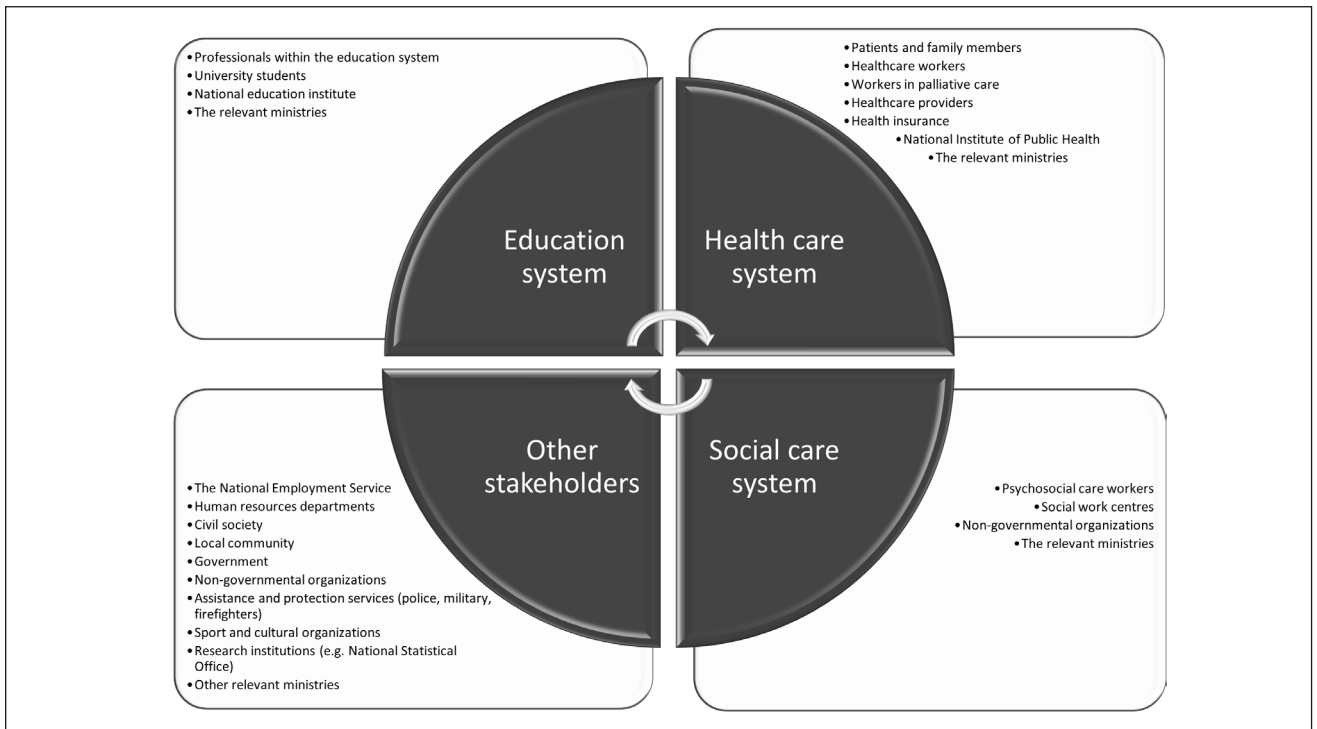 •Professionals within the education system
•University students
•National education institute
•The relevant ministries
•Patients and family members
•Healthcare workers
•Workers in palliative care
•Healthcare providers
•Health insurance
•National Institute of Public Health
•The relevant ministries
Education
system
Health care
system
Other
stakeholders
Social care
system
•The National Employment Service
•Human resources departments
•Civil society
•Local community
•Government
•Non-governmental organizations
•Assistance and protection services (police, military,
firefighters)
•Sport and cultural organizations
•Research institutions (e.g. National Statistical
Office)
•Other relevant ministries
•Psychosocial care workers
•Social work centres
•Non-governmental organizations
•The relevant ministries